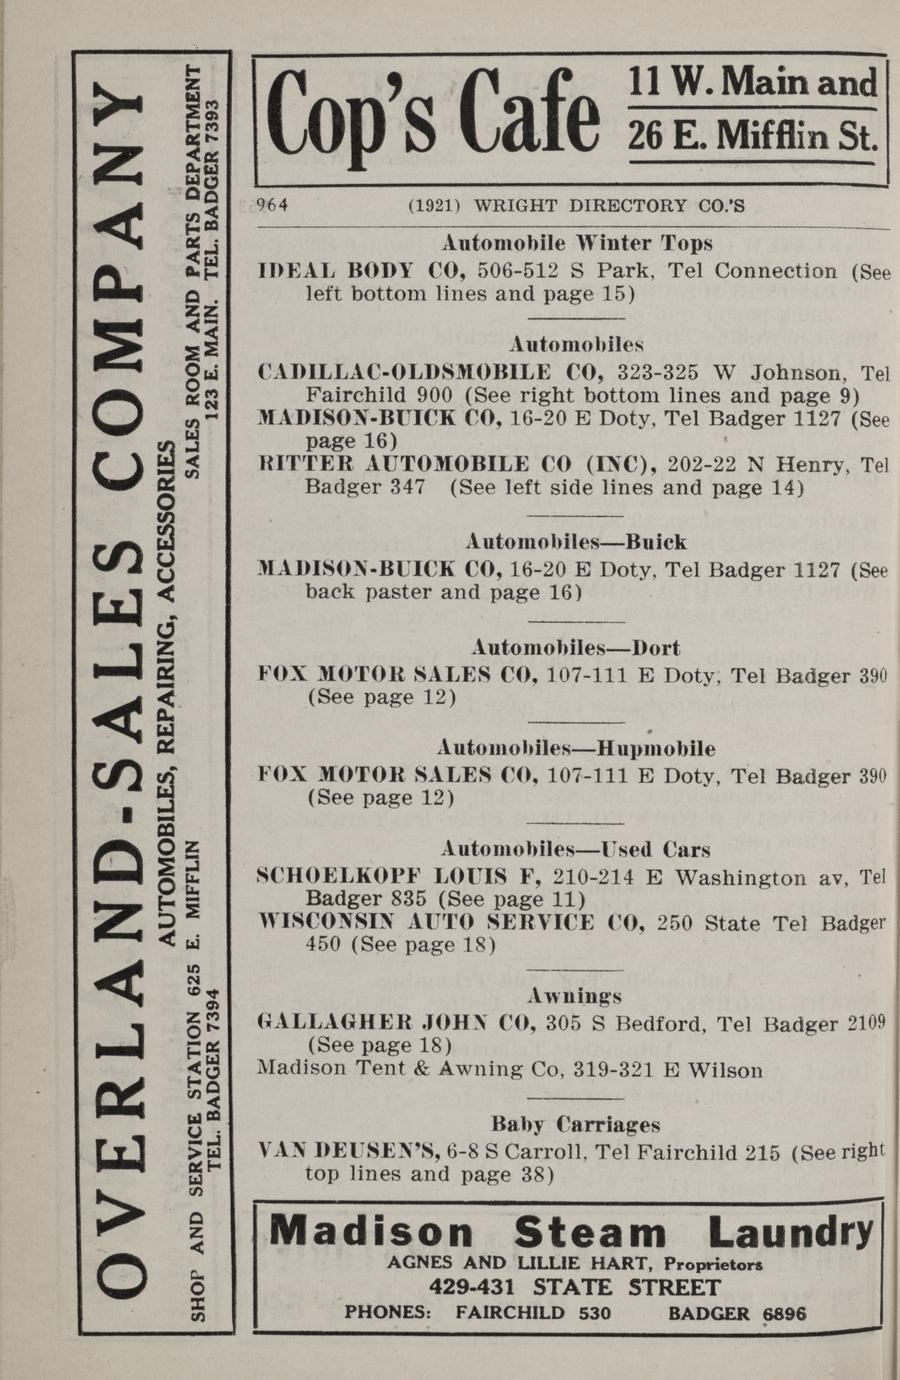 OVERLAND-SALES COMPANY
AUTOMOBILES, REPAIRING, ACCESSORIES
SHOP AND SERVICE STATION 625 E. MIFFLIN
TEL. BADGER 7394
SALES ROOM AND PARTS DEPARTMENT
123 E. MAIN. TEL. BADGER 7393
Cop's Cafe
11 W. Main and
26 E. Mifflin St.
964 (1921) WRIGHT DIRECTORY CO.'S
Automobile Winter Tops
IDEAL BODY CO, 506-512 S Park, Tel Connection (See
left bottom lines and page 15)
Automobiles
CADILLAC-OLDSMOBILE CO, 323-325 W Johnson, Tel
Fairchild 900 (See right bottom lines and page 9)
MADISON-BUICK CO, 16-20 E Doty, Tel Badger 1127 (See
page 16)
RITTER AUTOMOBILE CO (INC), 202-22 N Henry, Tel
Badger 347 (See left side lines and page 14)
Automobiles—Buick
MADISON-BUICK CO, 16-20 E Doty, Tel Badger 1127 (See
back paster and page 16)
Automobiles—Dort
FOX MOTOR SALES CO, 107-111 E Doty, Tel Badger 390
(See page 12)
Automobiles—Hupmobile
FOX MOTOR SALES CO, 107-111 E Doty, Tel Badger 390
(See page 12)
Automobiles—Used Cars
SCHOELKOPF LOUIS F, 210-214 E Washington av, Tel
Badger 835 (See page 11)
WISCONSIN AUTO SERVICE CO, 250 State Tel Badger
450 (See page 18)
Awnings
GALLAGHER JOHN CO, 305 S Bedford, Tel Badger 2109
(See page 18)
Madison Tent & Awning Co, 319-321 E Wilson
Baby Carriages
VAN DEUSEN'S, 6-8 S Carroll, Tel Fairchild 215 (See right
top lines and page 38)
Madison Steam Laundry
AGNES AND LILLIE HART, Proprietors
429-431 STATE STREET
PHONES: FAIRCHILD 530 BADGER 6896